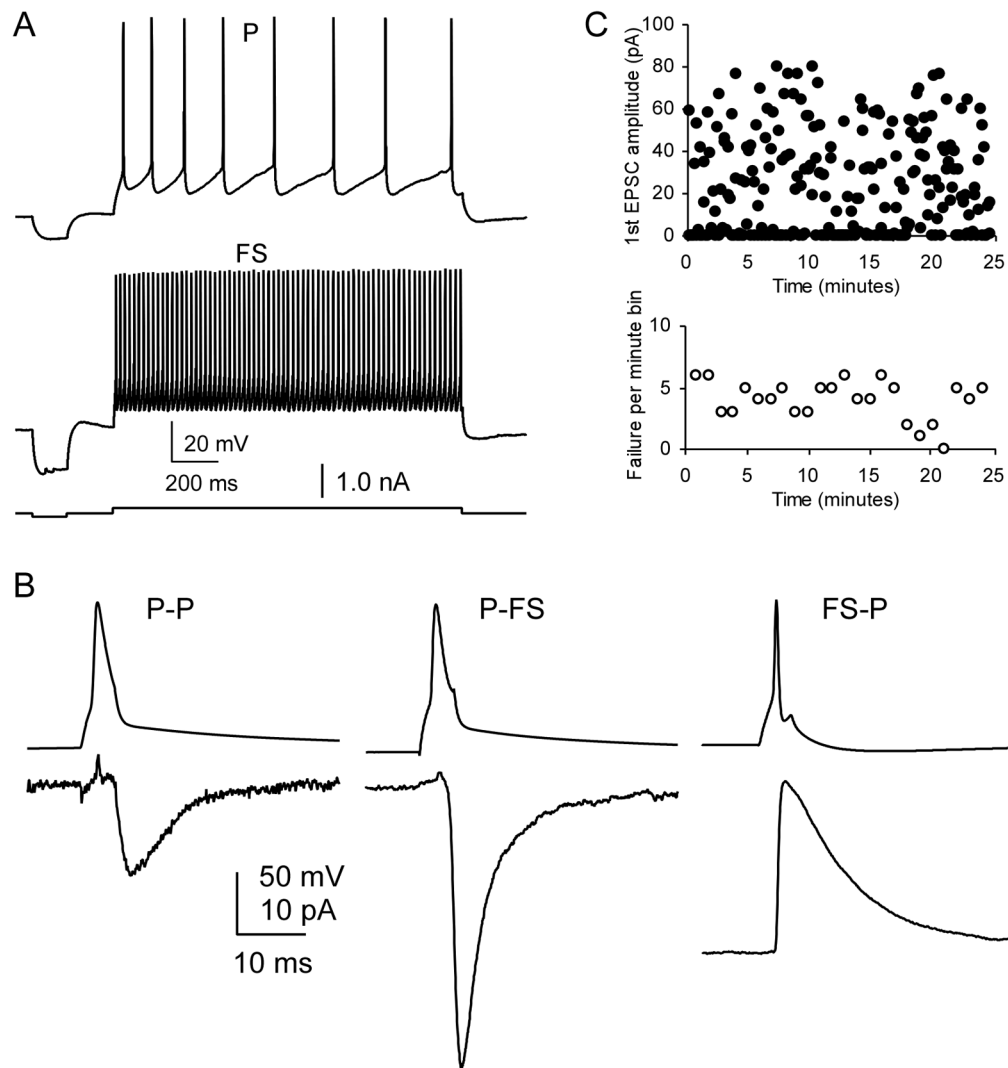 A
P
FS
20 mV
200 ms
1.0 nA
C
1st EPSC amplitude (pA)
100
80
60
40
20
0
0 5 10 15 20 25
Time (minutes)
Failure per minute bin
10
5
0
0 5 10 15 20 25
Time (minutes)
B
P-P
P-FS
FS-P
50 mV
10 pA
10 ms